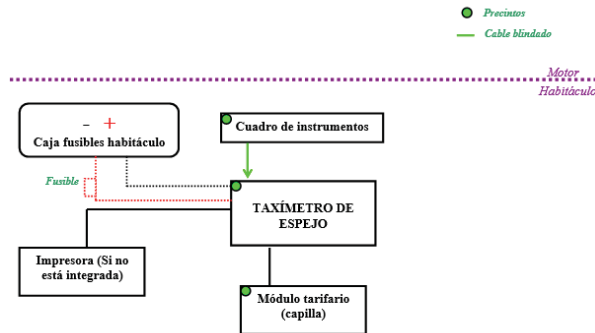 Precintos
Cable blindado
Motor
Habitáculo
- +
Caja fusibles habitáculo
Cuadro de instrumentos
Fusible
TAXÍMETRO DE
ESPEJO
Impresora (Si no
está integrada)
Módulo tarifario
(capilla)